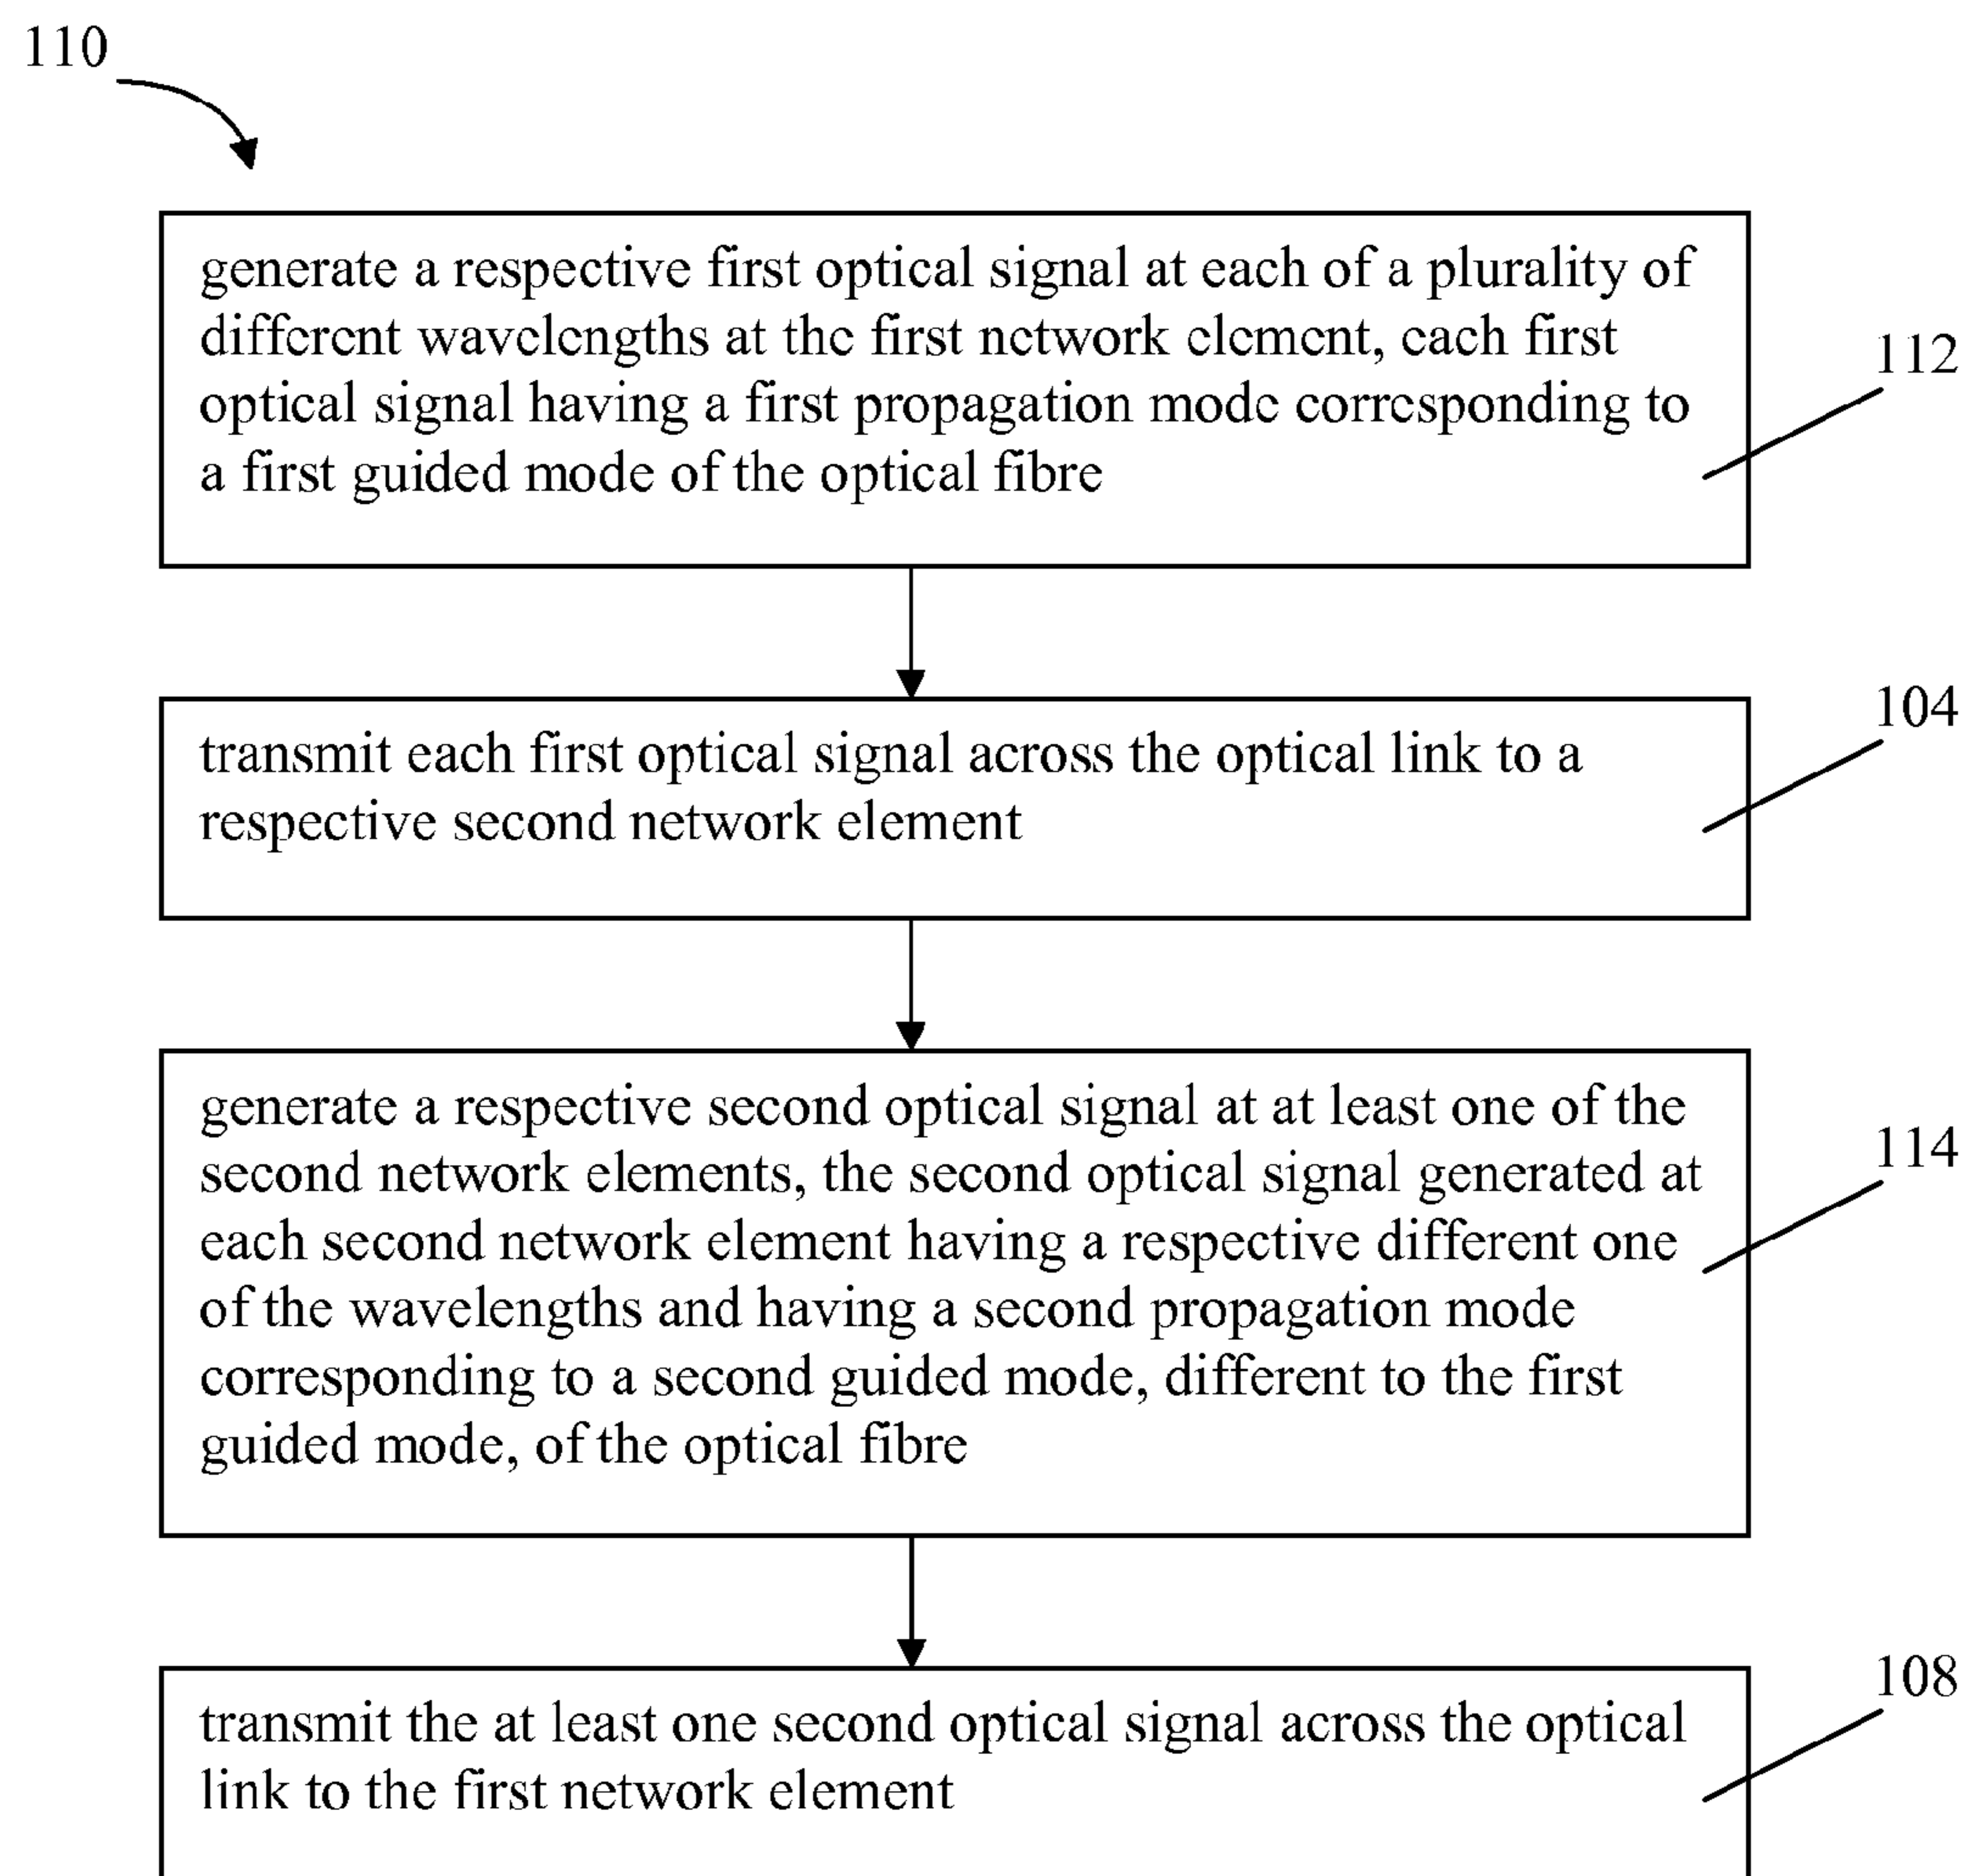 110
generate a respective first optical signal at each of a plurality of
different wavelengths at the first network element, each first
optical signal having a first propagation mode corresponding to
a first guided mode of the optical fibre
112
transmit each first optical signal across the optical link to a
respective second network element
104
generate a respective second optical signal at at least one of the
second network elements, the second optical signal generated at
each second network element having a respective different one
of the wavelengths and having a second propagation mode
corresponding to a second guided mode, different to the first
guided mode, of the optical fibre
114
transmit the at least one second optical signal across the optical
link to the first network element
108